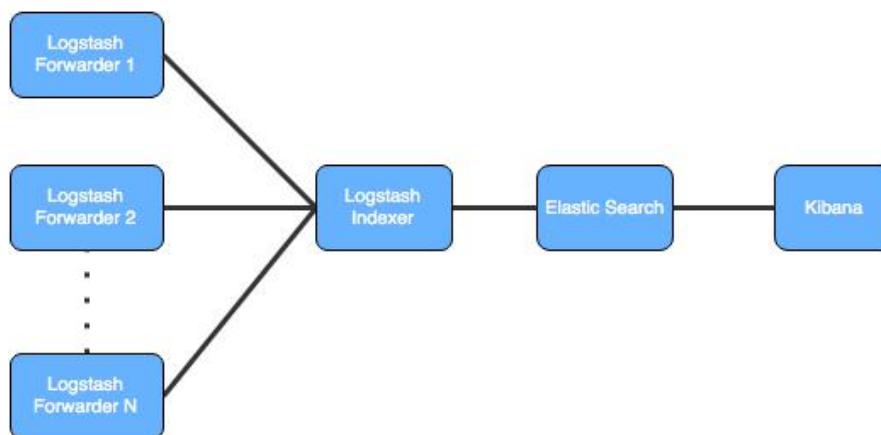 Logstash
Forwarder 1
Logstash
Forwarder 2
Logstash
Indexer
Elastic Search
Kibana
Logstash
Forwarder N